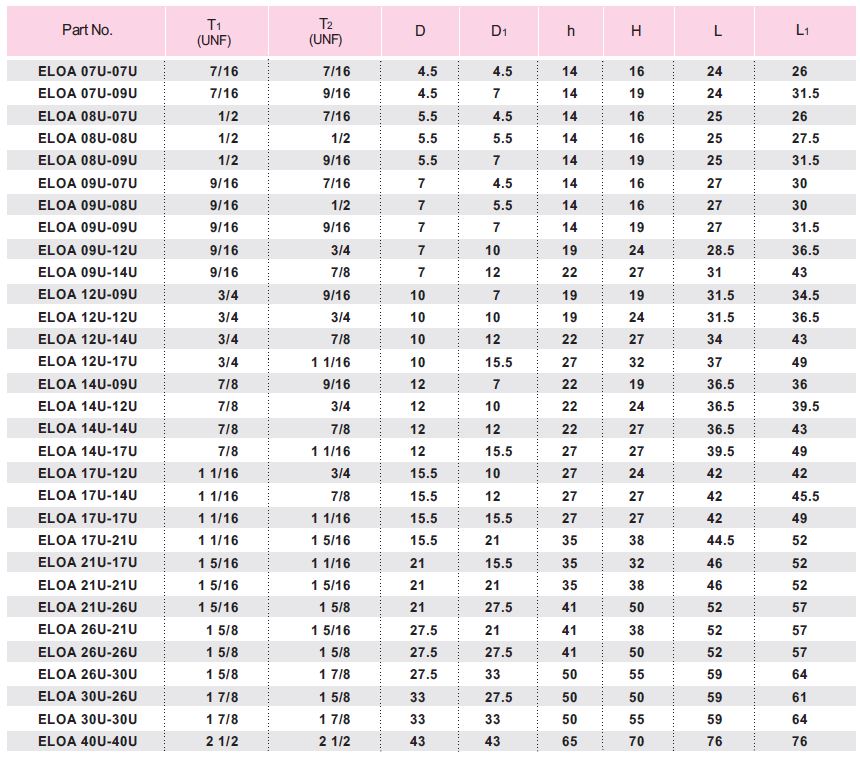 Part No. T1 (UNF) T2 (UNF) D D1 h H L L1
ELOA 07U-07U 7/16 7/16 4.5 4.5 14 16 24 26
ELOA 07U-09U 7/16 9/16 4.5 7 14 19 24 31.5
ELOA 08U-07U 1/2 7/16 5.5 4.5 14 16 25 26
ELOA 08U-08U 1/2 1/2 5.5 5.5 14 16 25 27.5
ELOA 08U-09U 1/2 9/16 5.5 7 14 19 25 31.5
ELOA 09U-07U 9/16 7/16 7 4.5 14 16 27 30
ELOA 09U-08U 9/16 1/2 7 5.5 14 16 27 30
ELOA 09U-09U 9/16 9/16 7 7 14 19 27 31.5
ELOA 09U-12U 9/16 3/4 7 10 19 24 28.5 36.5
ELOA 09U-14U 9/16 7/8 7 12 22 27 31 43
ELOA 12U-09U 3/4 9/16 10 7 19 19 31.5 34.5
ELOA 12U-12U 3/4 3/4 10 10 19 24 31.5 36.5
ELOA 12U-14U 3/4 7/8 10 12 22 27 34 43
ELOA 12U-17U 3/4 1 1/16 10 15.5 27 32 37 49
ELOA 14U-09U 7/8 9/16 12 7 22 19 36.5 36
ELOA 14U-12U 7/8 3/4 12 10 22 24 36.5 39.5
ELOA 14U-14U 7/8 7/8 12 12 22 27 36.5 43
ELOA 14U-17U 7/8 1 1/16 12 15.5 27 27 39.5 49
ELOA 17U-12U 1 1/16 3/4 15.5 10 27 24 42 42
ELOA 17U-14U 1 1/16 7/8 15.5 12 27 27 42 45.5
ELOA 17U-17U 1 1/16 1 1/16 15.5 15.5 27 27 42 49
ELOA 17U-21U 1 1/16 1 5/16 15.5 21 35 38 44.5 52
ELOA 21U-17U 1 5/16 1 1/16 21 15.5 35 32 46 52
ELOA 21U-21U 1 5/16 1 5/16 21 21 35 38 46 52
ELOA 21U-26U 1 5/16 1 5/8 21 27.5 41 50 52 57
ELOA 26U-21U 1 5/8 1 5/16 27.5 21 41 38 52 57
ELOA 26U-26U 1 5/8 1 5/8 27.5 27.5 41 50 52 57
ELOA 26U-30U 1 5/8 1 7/8 27.5 33 50 55 59 64
ELOA 30U-26U 1 7/8 1 5/8 33 27.5 50 50 59 61
ELOA 30U-30U 1 7/8 1 7/8 33 33 50 55 59 64
ELOA 40U-40U 2 1/2 2 1/2 43 43 65 70 76 76